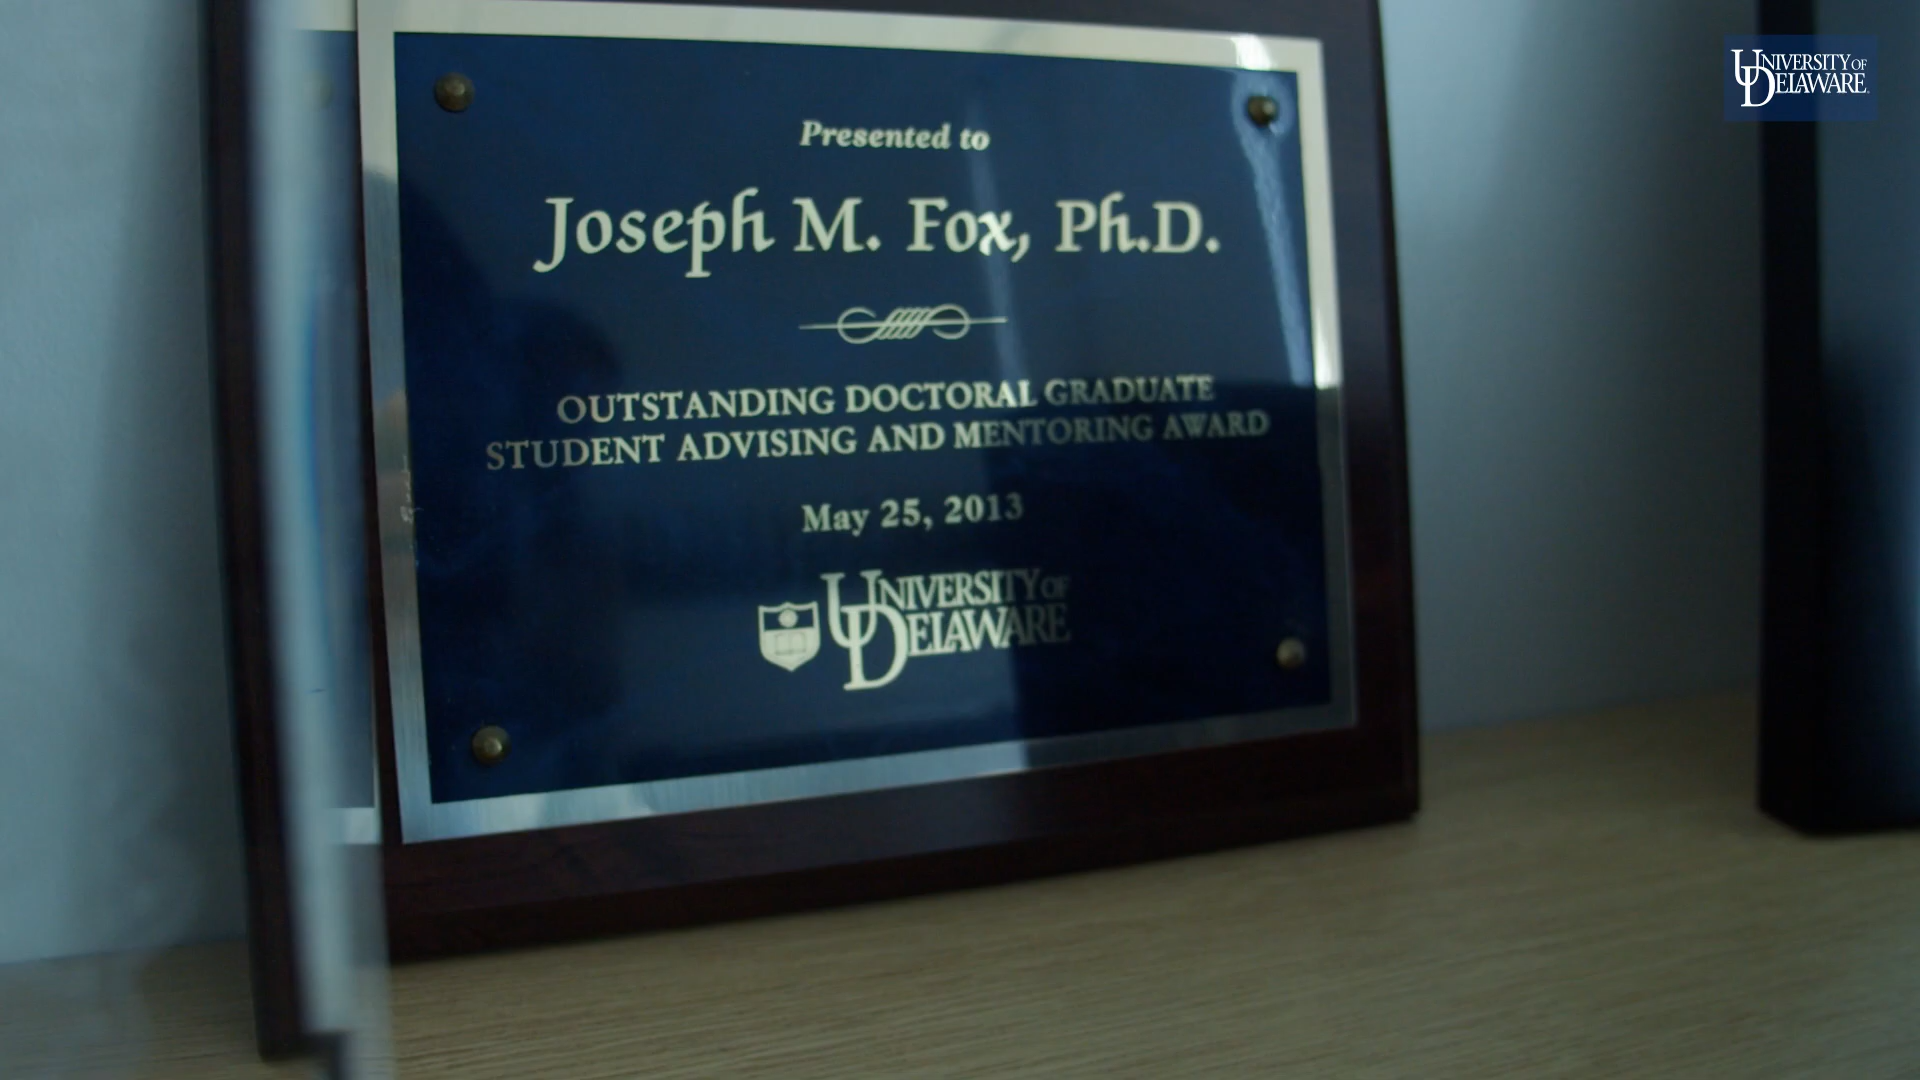 Presented to
Joseph M. Fox, Ph.D.
OUTSTANDING DOCTORAL GRADUATE
STUDENT ADVISING AND MENTORING AWARD
May 25, 2013
UNIVERSITY OF
DELAWARE
UNIVERSITY OF
DELAWARE